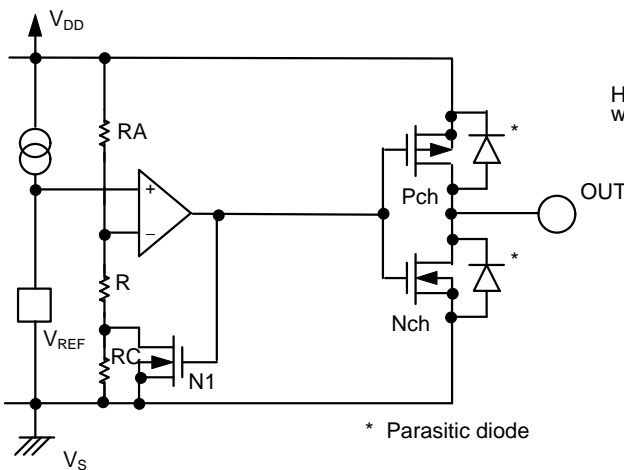 VDD
RA
+
−
R
VREF
RC
N1
Pch
Nch
*
*
OUT
H
w
* Parasitic diode
VS